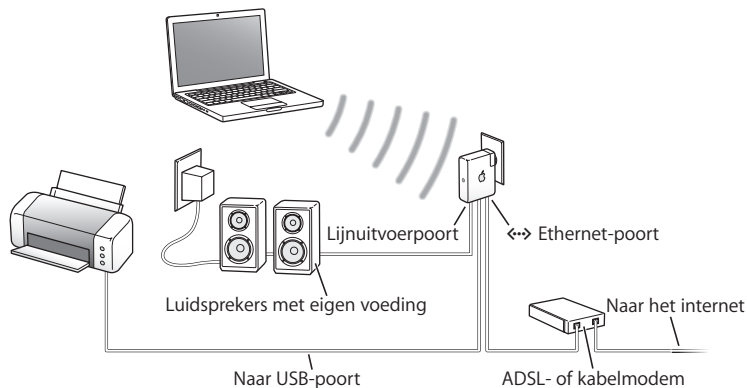 Lijnuitvoerpoort
Ethernet-poort
Luidsprekers met eigen voeding
Naar het internet
Naar USB-poort
ADSL- of kabelmodem